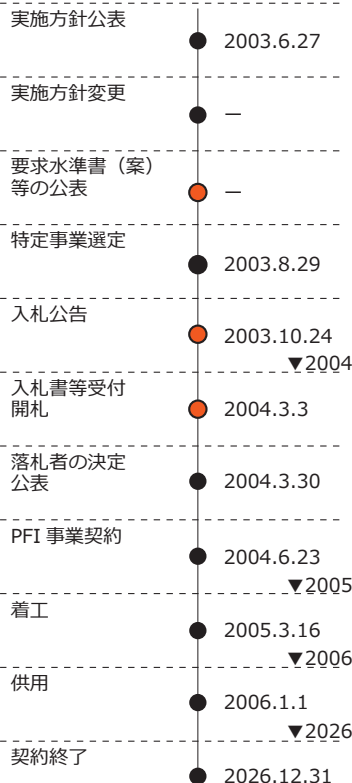 実施方針公表
2003.6.27
実施方針変更
－
要求水準書（案）
等の公表
－
特定事業選定
2003.8.29
入札公告
2003.10.24
▼2004
入札書等受付
開札
2004.3.3
落札者の決定
公表
2004.3.30
PFI 事業契約
2004.6.23
▼2005
着工
2005.3.16
▼2006
供用
2006.1.1
▼2026
契約終了
2026.12.31